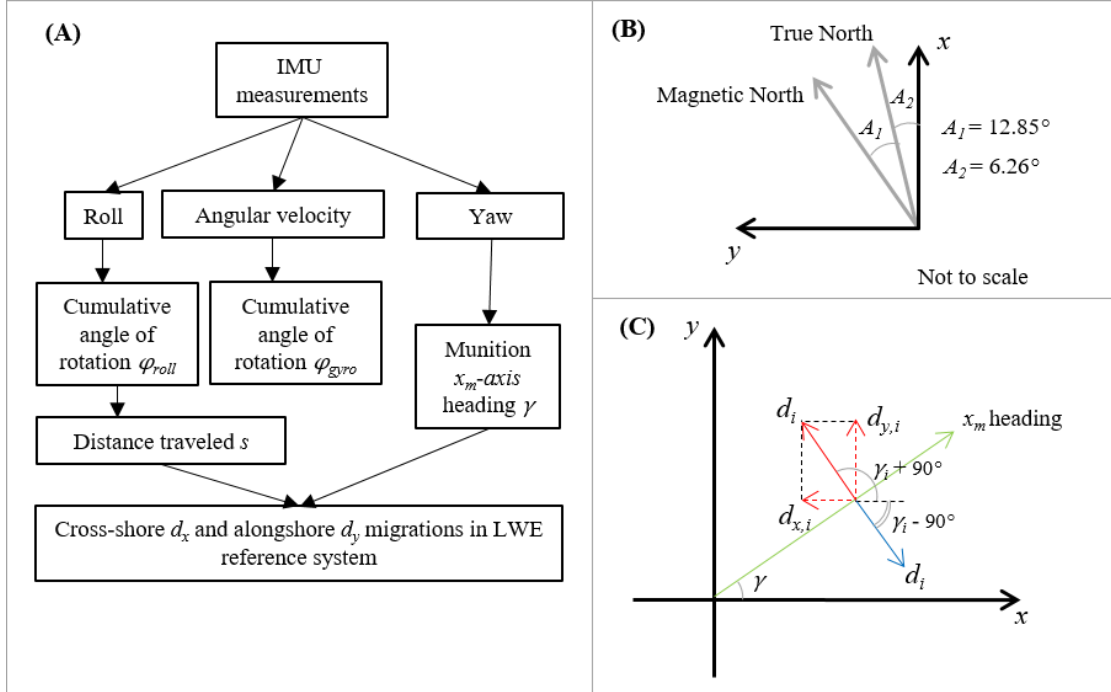 (A)
IMU
measurements
Roll
Angular velocity
Yaw
Cumulative
angle of
rotation φroll
Cumulative
angle of
rotation φgyro
Munition
xm-axis
heading γ
Distance traveled s
Cross-shore dx and alongshore dy migrations in LWE
reference system
(B)
True North
x
Magnetic North
A2
A1
A1 = 12.85°
A2 = 6.26°
y
Not to scale
(C)
y
di
dy,i
xm heading
γi + 90°
dx,i
γi - 90°
di
γ
x